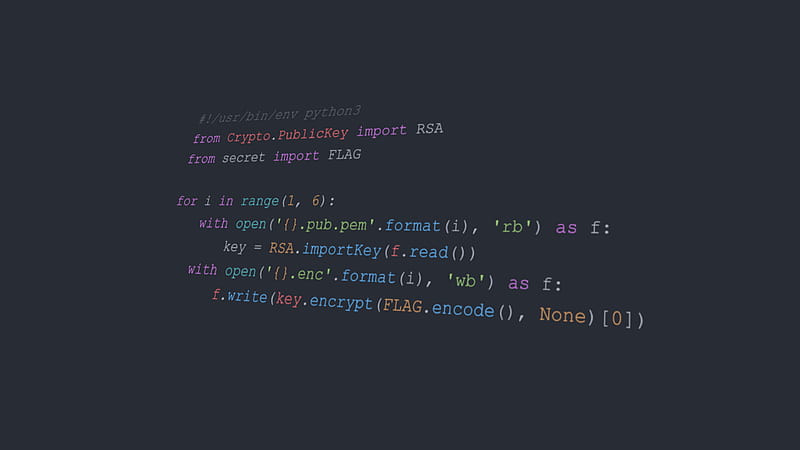 #!/usr/bin/env python3
from Crypto.PublicKey import RSA
from secret import FLAG
for i in range(1, 6):
with open('{}.pub.pem'.format(i), 'rb') as f:
key = RSA.importKey(f.read())
with open('{}.enc'.format(i), 'wb') as f:
f.write(key.encrypt(FLAG.encode(), None)[0])